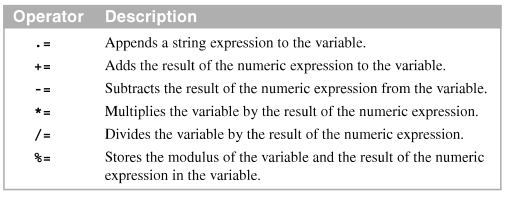 Operator Description
.= Appends a string expression to the variable.
+= Adds the result of the numeric expression to the variable.
-= Subtracts the result of the numeric expression from the variable.
*= Multiplies the variable by the result of the numeric expression.
/= Divides the variable by the result of the numeric expression.
%= Stores the modulus of the variable and the result of the numeric
expression in the variable.